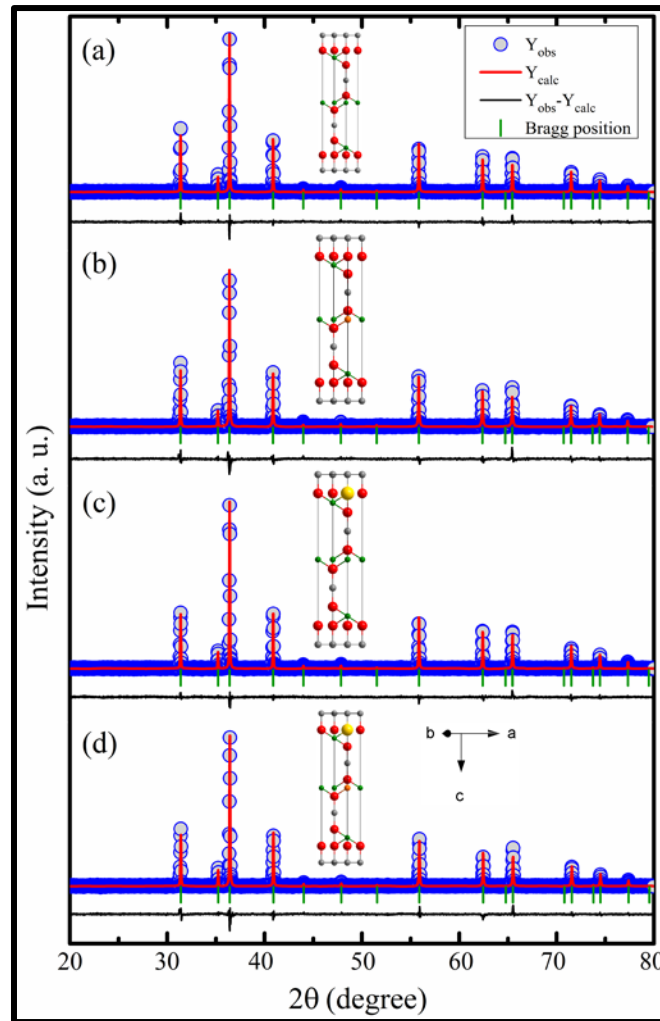 (a)
Y_obs
Y_calc
Y_obs-Y_calc
Bragg position
(b)
(c)
(d)
b a
c
Intensity (a. u.)
20 30 40 50 60 70 80
2θ (degree)